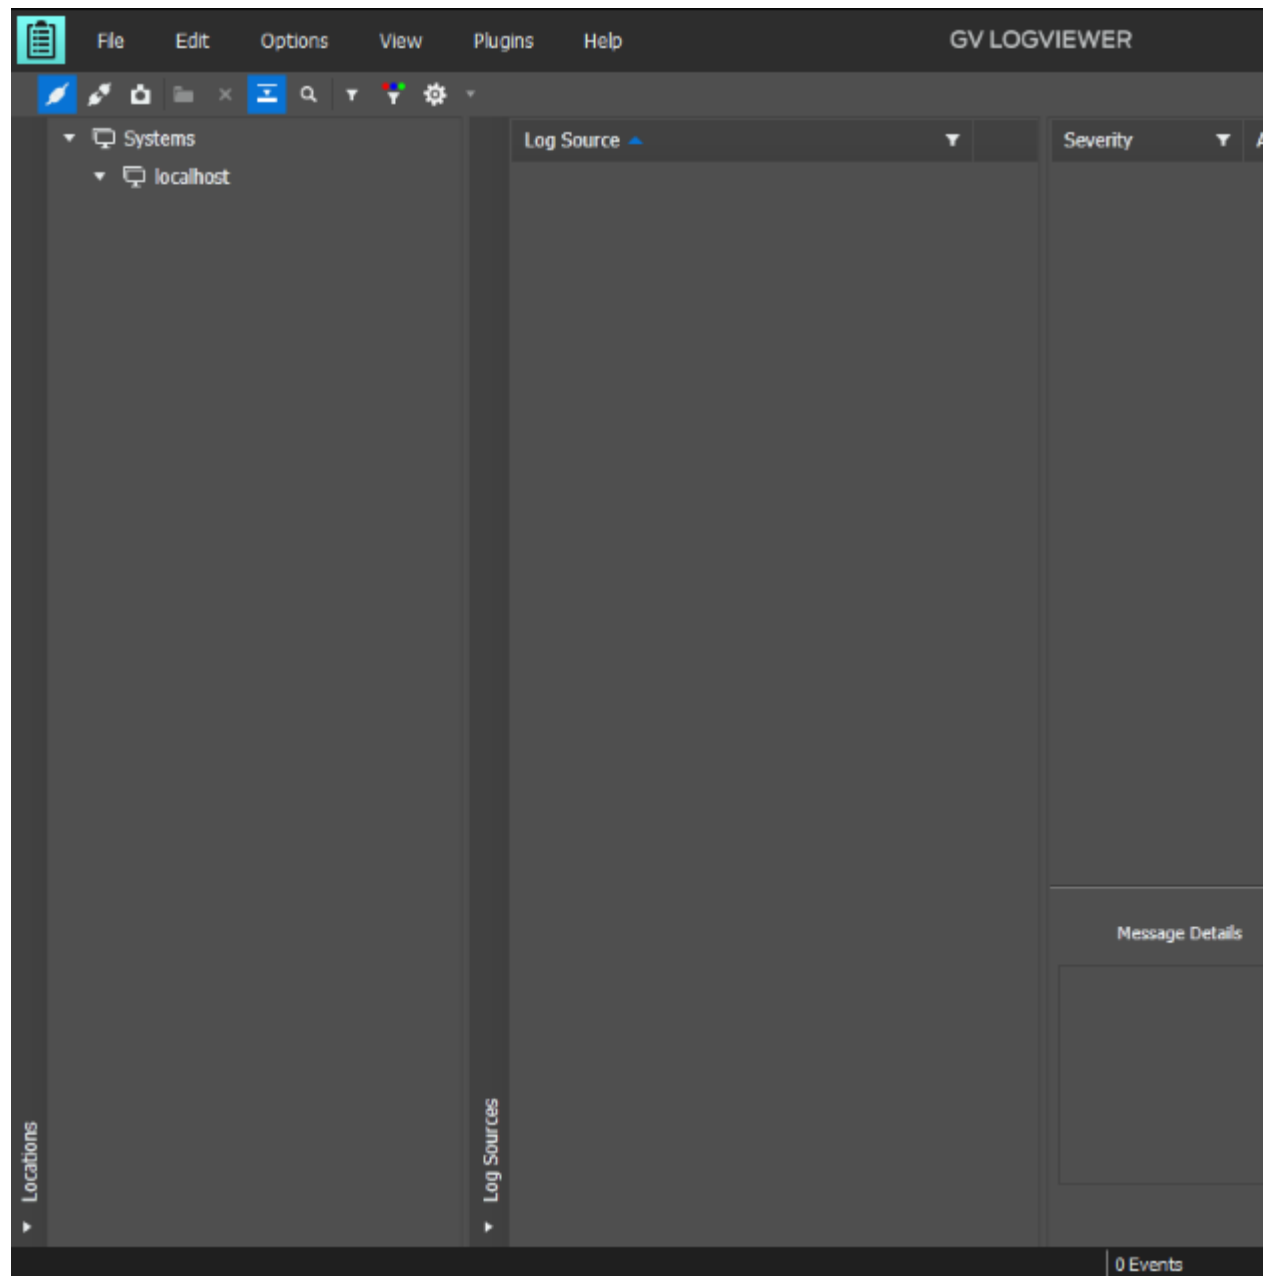 File Edit Options View Plugins Help GV LOGVIEWER
Systems
localhost
Log Source
Severity A
Message Details
Locations
Log Sources
0 Events